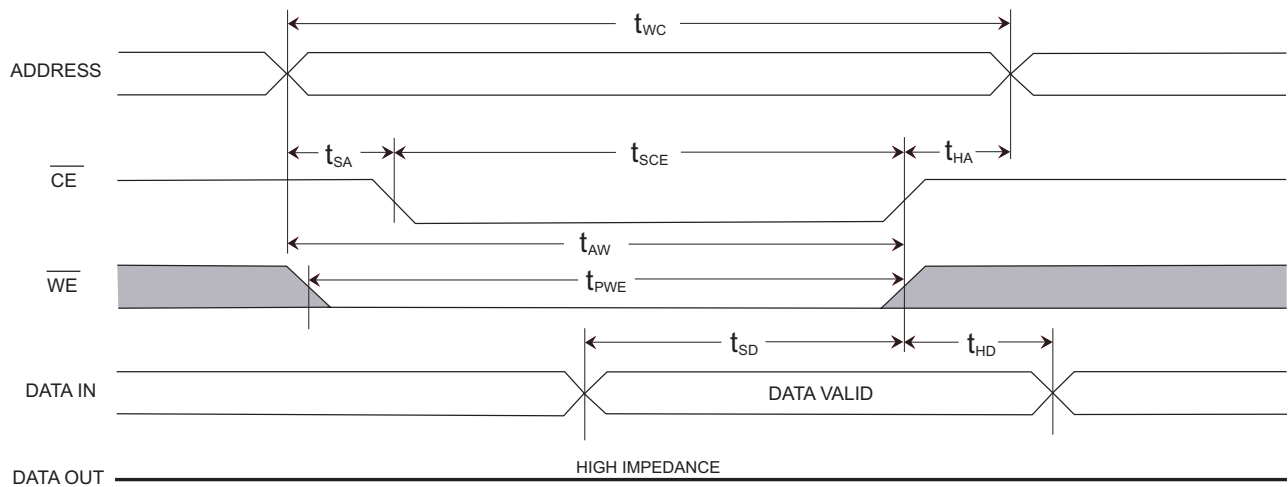 tWC
ADDRESS
tSA
tSCE
tHA
CE
tAW
WE
tPWE
tSD
tHD
DATA IN
DATA VALID
HIGH IMPEDANCE
DATA OUT